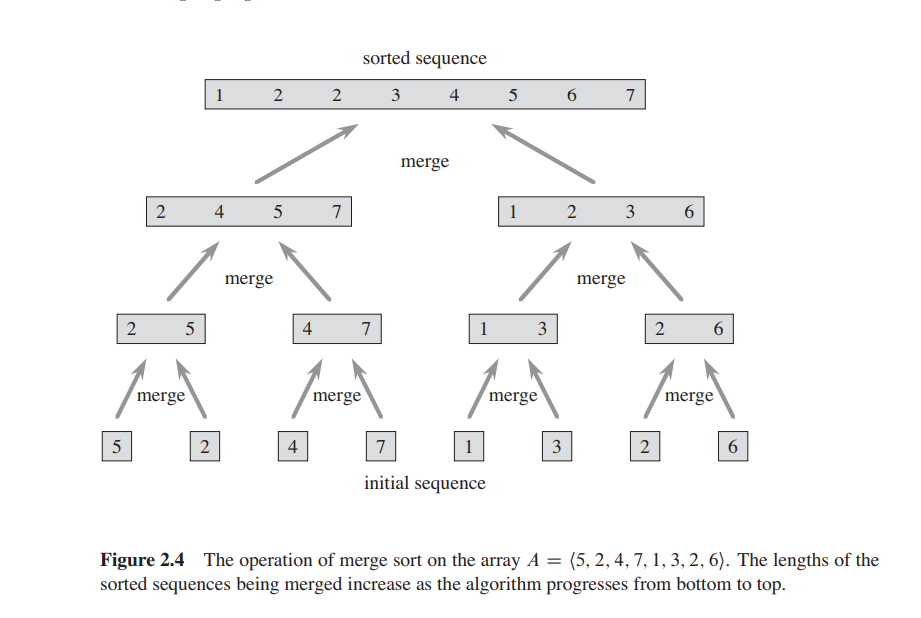 sorted sequence
1 2 2 3 4 5 6 7
merge
2 4 5 7 1 2 3 6
merge merge
2 5 4 7 1 3 2 6
merge merge merge merge
5 2 4 7 1 3 2 6
initial sequence
Figure 2.4 The operation of merge sort on the array A = ⟨5, 2, 4, 7, 1, 3, 2, 6⟩. The lengths of the
sorted sequences being merged increase as the algorithm progresses from bottom to top.